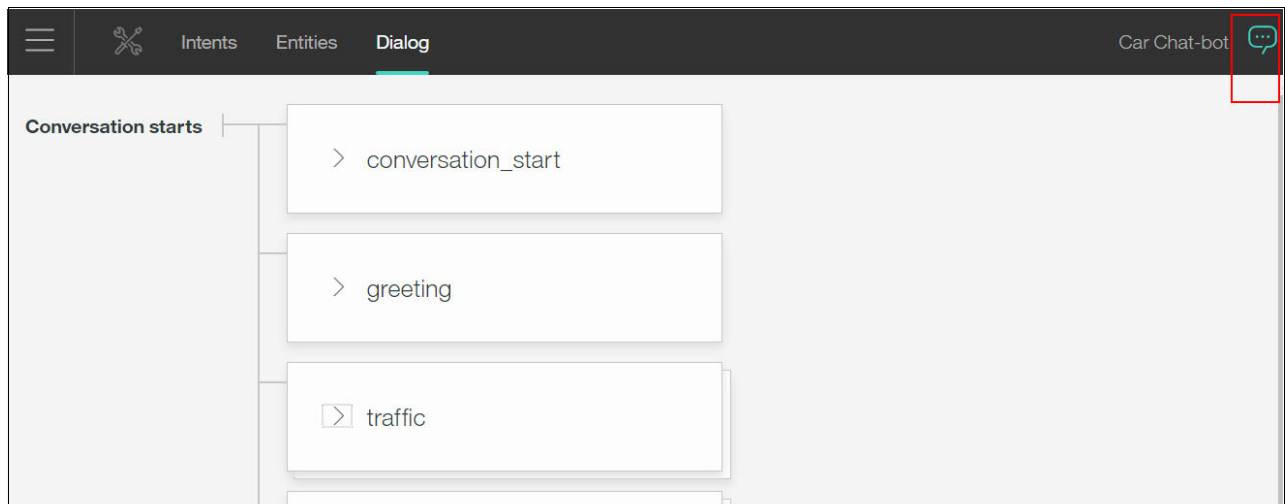 Intents Entities Dialog Car Chat-bot
Conversation starts
conversation_start
greeting
traffic